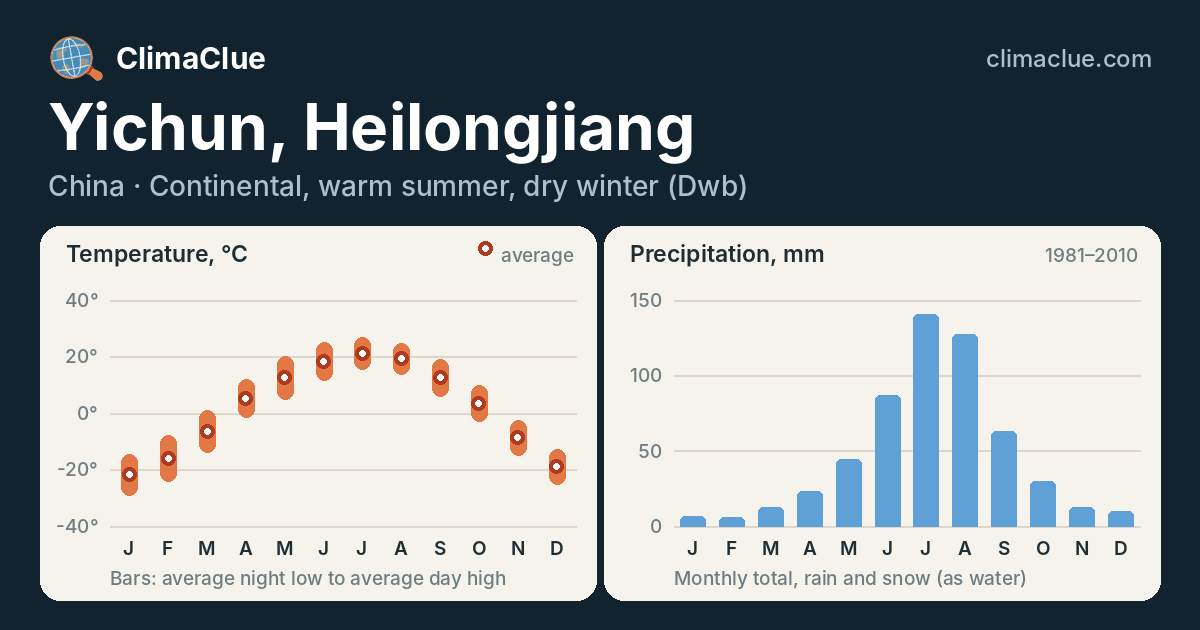 ClimaClue
climaclue.com
Yichun, Heilongjiang
China · Continental, warm summer, dry winter (Dwb)
Temperature, °C
average
40°
20°
0°
-20°
-40°
J F M A M J J A S O N D
Bars: average night low to average day high
Precipitation, mm
1981–2010
150
100
50
0
J F M A M J J A S O N D
Monthly total, rain and snow (as water)